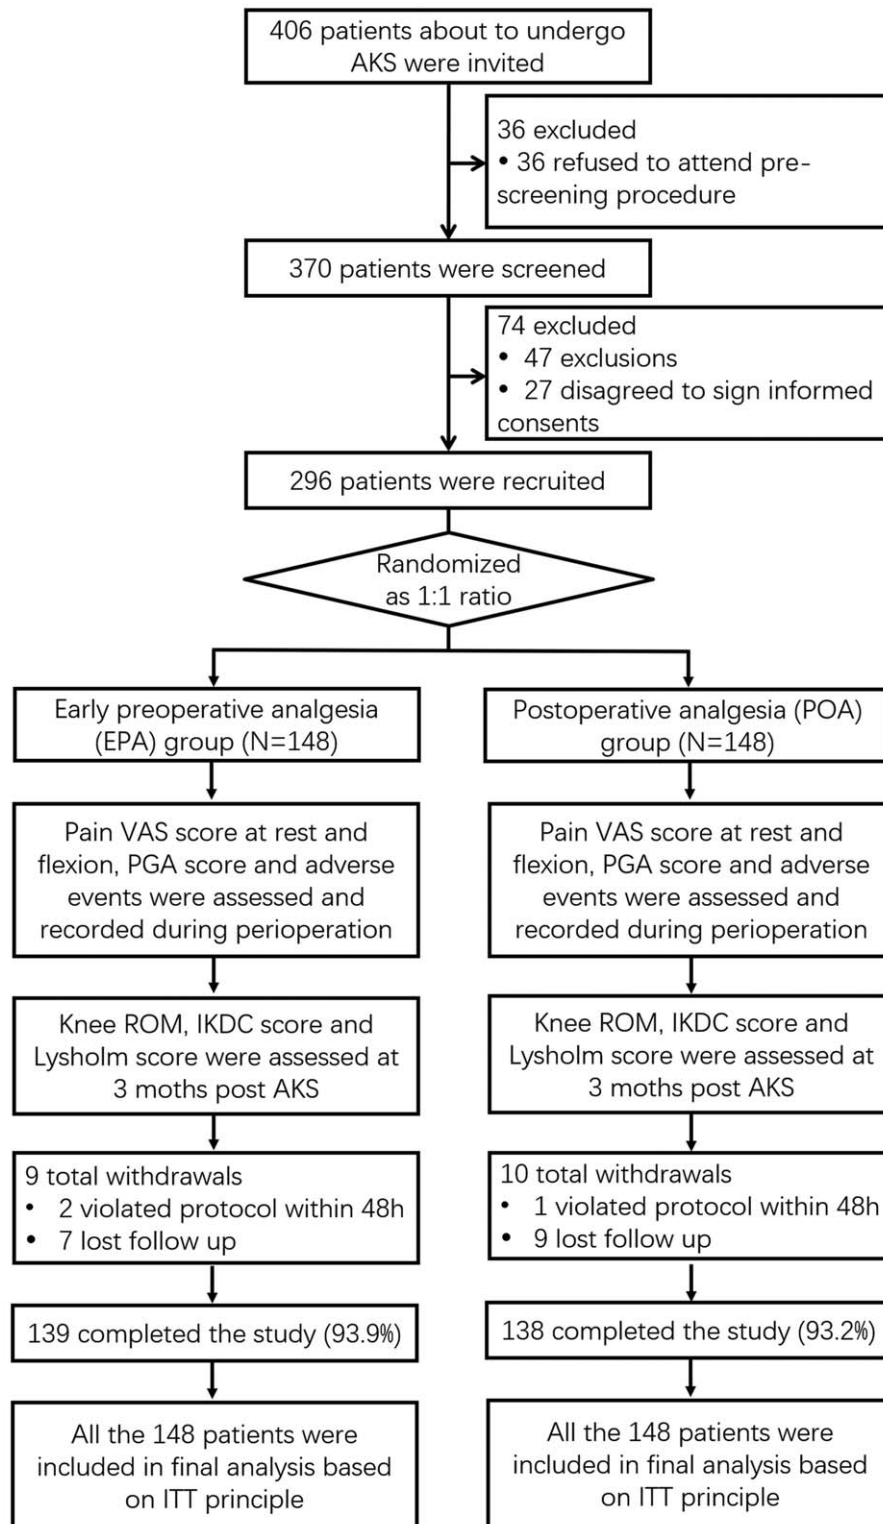 406 patients about to undergo
AKS were invited
36 excluded
• 36 refused to attend pre-
screening procedure
370 patients were screened
74 excluded
• 47 exclusions
• 27 disagreed to sign informed
consents
296 patients were recruited
Randomized
as 1:1 ratio
Early preoperative analgesia
(EPA) group (N=148)
Pain VAS score at rest and
flexion, PGA score and adverse
events were assessed and
recorded during perioperation
Knee ROM, IKDC score and
Lysholm score were assessed at
3 moths post AKS
9 total withdrawals
• 2 violated protocol within 48h
• 7 lost follow up
139 completed the study (93.9%)
All the 148 patients were
included in final analysis based
on ITT principle
Postoperative analgesia (POA)
group (N=148)
Pain VAS score at rest and
flexion, PGA score and adverse
events were assessed and
recorded during perioperation
Knee ROM, IKDC score and
Lysholm score were assessed at
3 moths post AKS
10 total withdrawals
• 1 violated protocol within 48h
• 9 lost follow up
138 completed the study (93.2%)
All the 148 patients were
included in final analysis based
on ITT principle